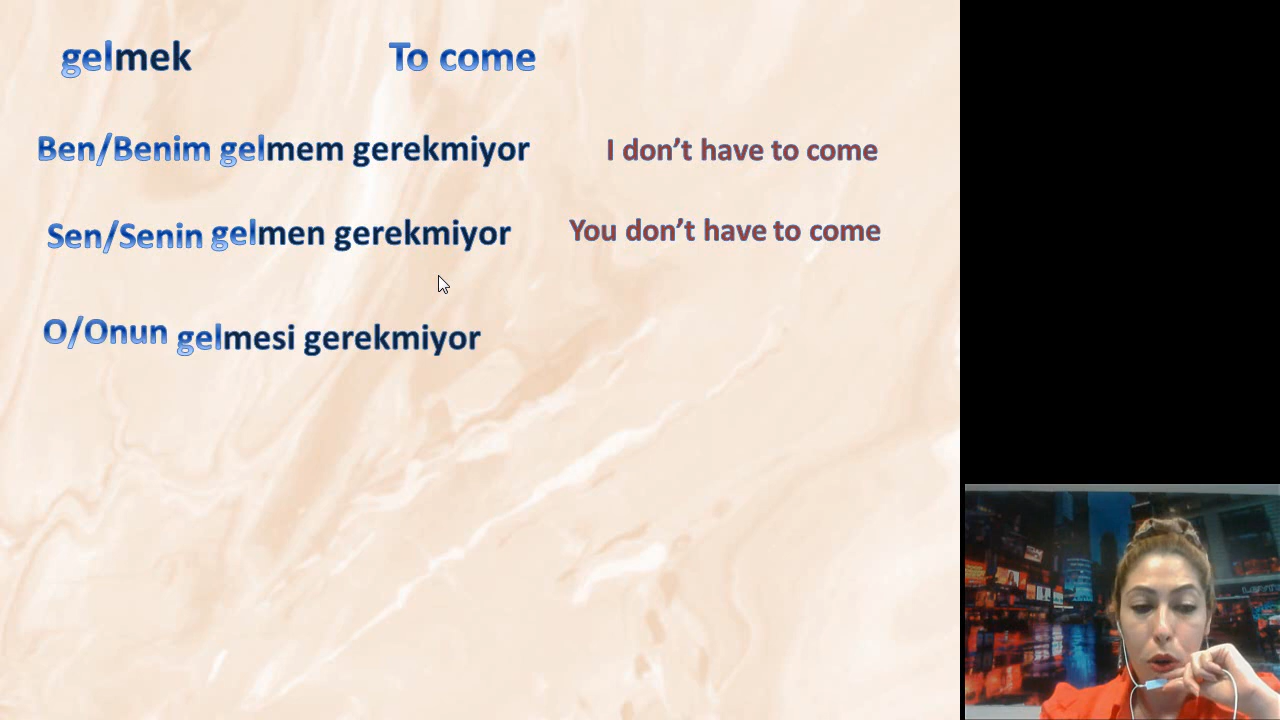 gelmek To come
Ben/Benim gelmem gerekmiyor I don’t have to come
Sen/Senin gelmen gerekmiyor You don’t have to come
O/Onun gelmesi gerekmiyor